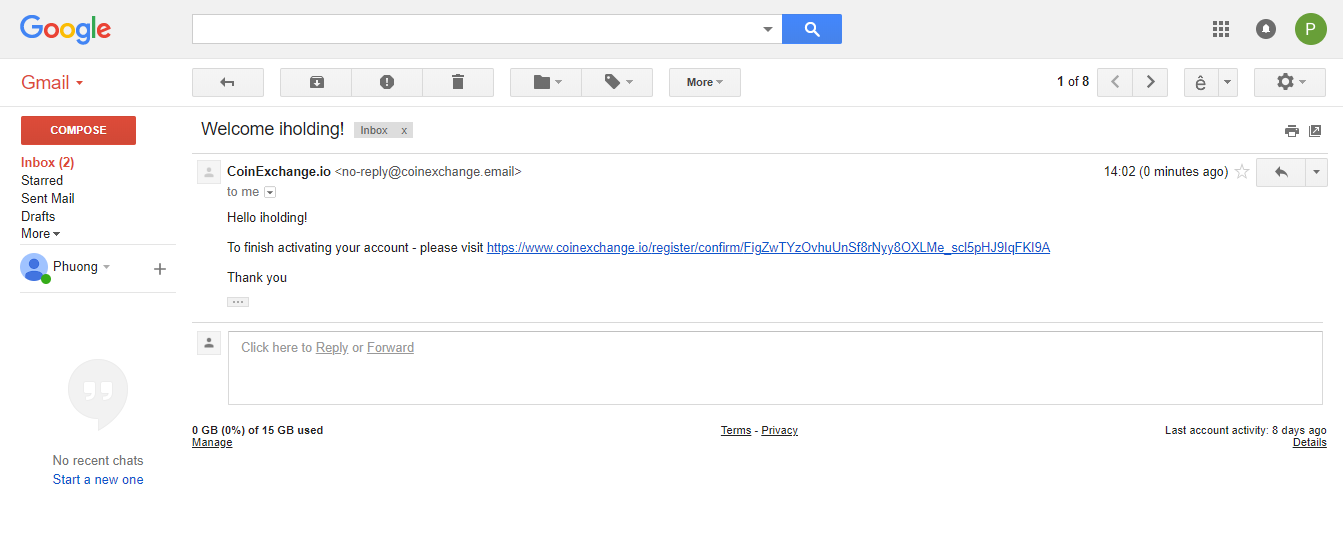 Google
P
Gmail
More
1 of 8
ê
COMPOSE
Welcome iholding!
Inbox x
Inbox (2)
Starred
Sent Mail
Drafts
More
CoinExchange.io <no-reply@coinexchange.email>
14:02 (0 minutes ago)
to me
Hello iholding!
To finish activating your account - please visit https://www.coinexchange.io/register/confirm/FigZwTYzOvhuUnSf8rNyy8OXLMe_scl5pHJ9IqFKI9A
Thank you
Phuong
Click here to Reply or Forward
No recent chats
Start a new one
0 GB (0%) of 15 GB used
Manage
Terms - Privacy
Last account activity: 8 days ago
Details